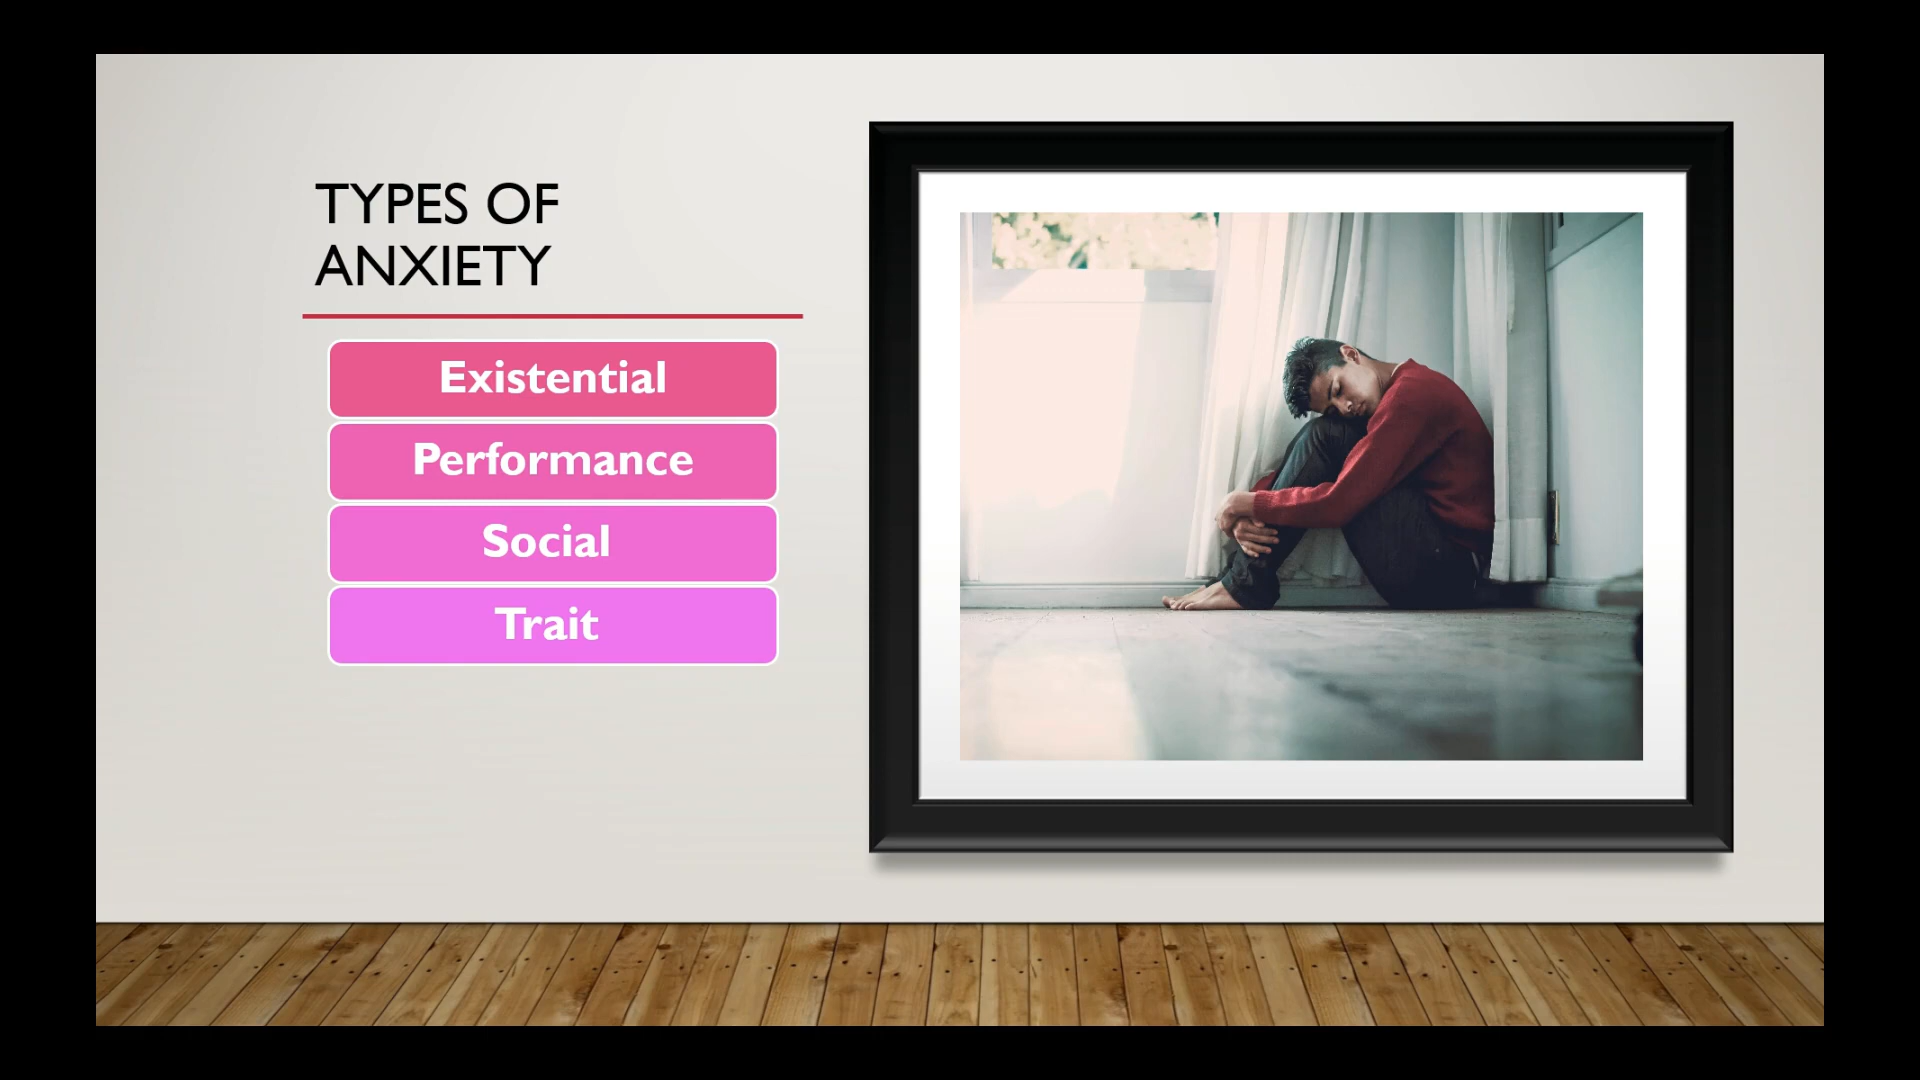 TYPES OF
ANXIETY
Existential
Performance
Social
Trait